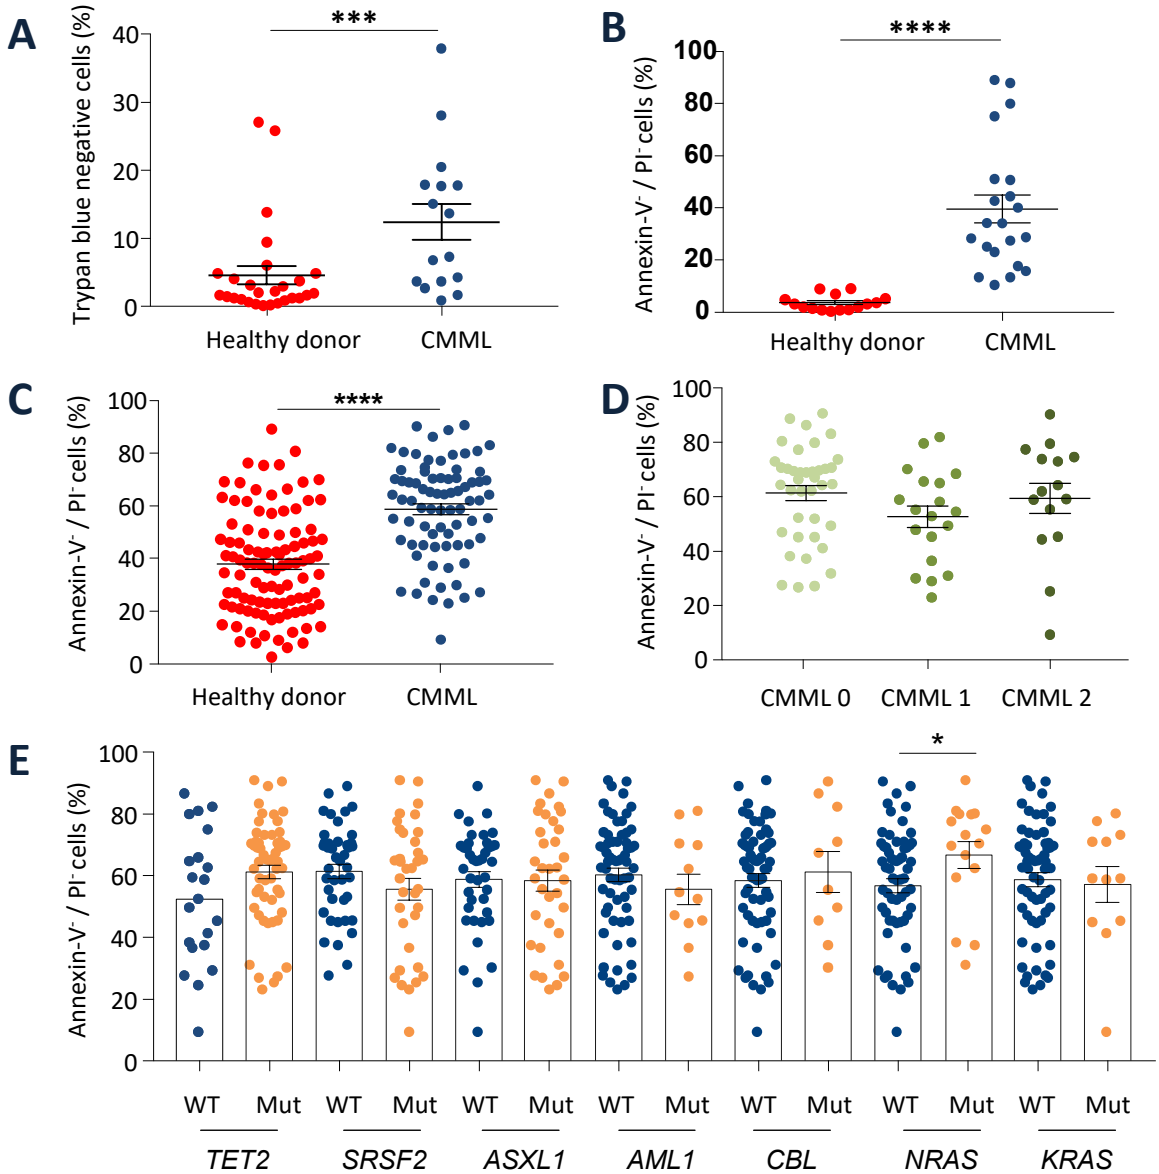 A
Trypan blue negative cells (%)
40
30
20
10
0
***
Healthy donor
CMML
B
Annexin-V⁻ / PI⁻ cells (%)
100
80
60
40
20
0
****
Healthy donor
CMML
C
Annexin-V⁻ / PI⁻ cells (%)
100
80
60
40
20
0
****
Healthy donor
CMML
D
Annexin-V⁻ / PI⁻ cells (%)
100
80
60
40
20
0
CMML 0
CMML 1
CMML 2
E
Annexin-V⁻ / PI⁻ cells (%)
100
80
60
40
20
0
*
WT Mut WT Mut WT Mut WT Mut WT Mut WT Mut WT Mut
TET2 SRSF2 ASXL1 AML1 CBL NRAS KRAS